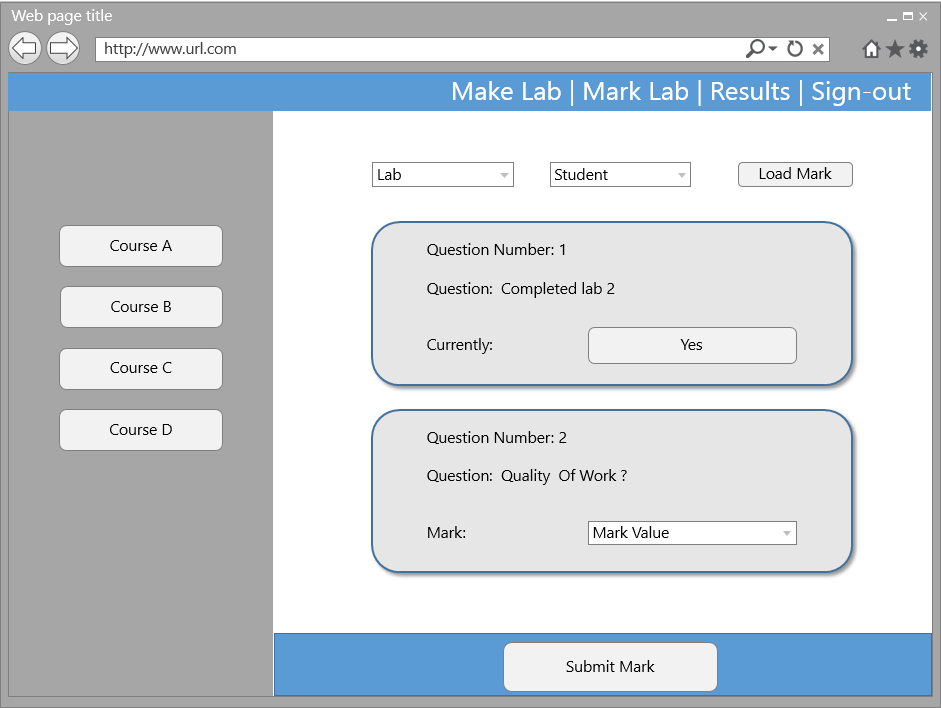 Web page title
http://www.url.com
Make Lab | Mark Lab | Results | Sign-out
Lab
Student
Load Mark
Course A
Course B
Course C
Course D
Question Number: 1
Question:  Completed lab 2
Currently:
Yes
Question Number: 2
Question:  Quality  Of Work ?
Mark:
Mark Value
Submit Mark